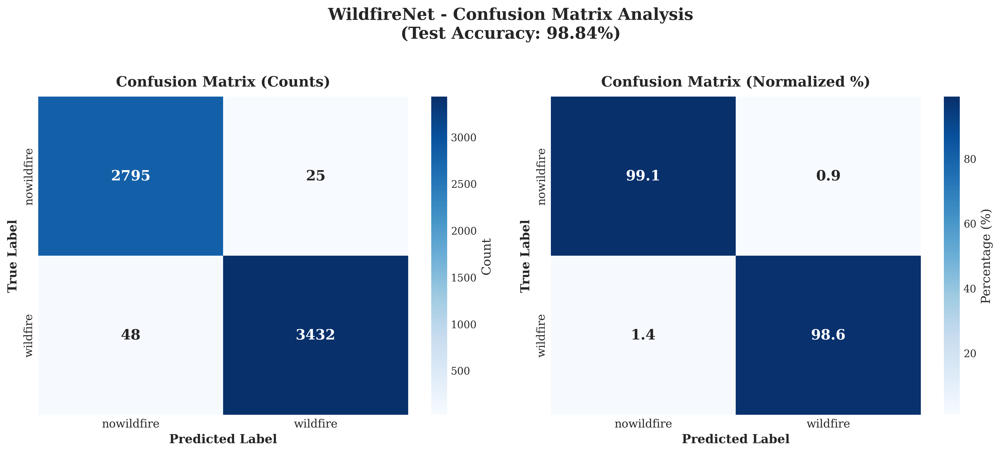 WildfireNet - Confusion Matrix Analysis
(Test Accuracy: 98.84%)
Confusion Matrix (Counts)
True Label
nowildfire
wildfire
2795
25
48
3432
nowildfire
wildfire
Predicted Label
3000
2500
2000
1500
1000
500
Count
Confusion Matrix (Normalized %)
True Label
nowildfire
wildfire
99.1
0.9
1.4
98.6
nowildfire
wildfire
Predicted Label
80
60
40
20
Percentage (%)